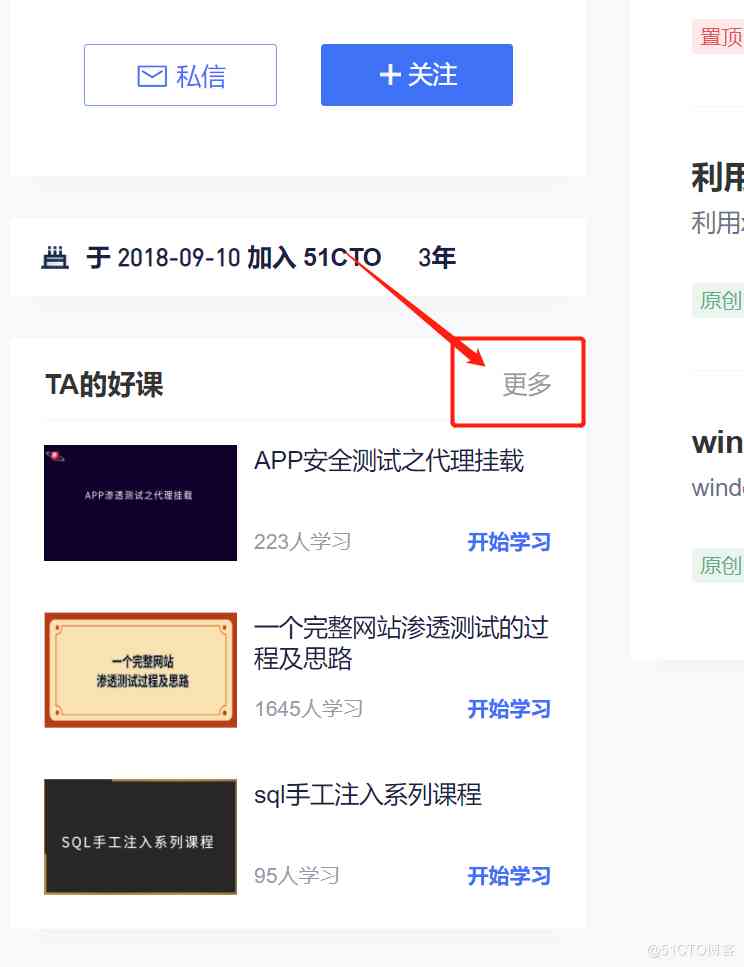 私信
关注
于 2018-09-10 加入 51CTO 3年
TA的好课
更多
APP渗透测试之代理挂载
APP安全测试之代理挂载
223人学习
开始学习
一个完整网站
渗透测试过程及思路
一个完整网站渗透测试的过
程及思路
1645人学习
开始学习
SQL手工注入系列课程
sql手工注入系列课程
95人学习
开始学习
置顶
利用
利用
原创
win
wind
原创
@51CTO博客